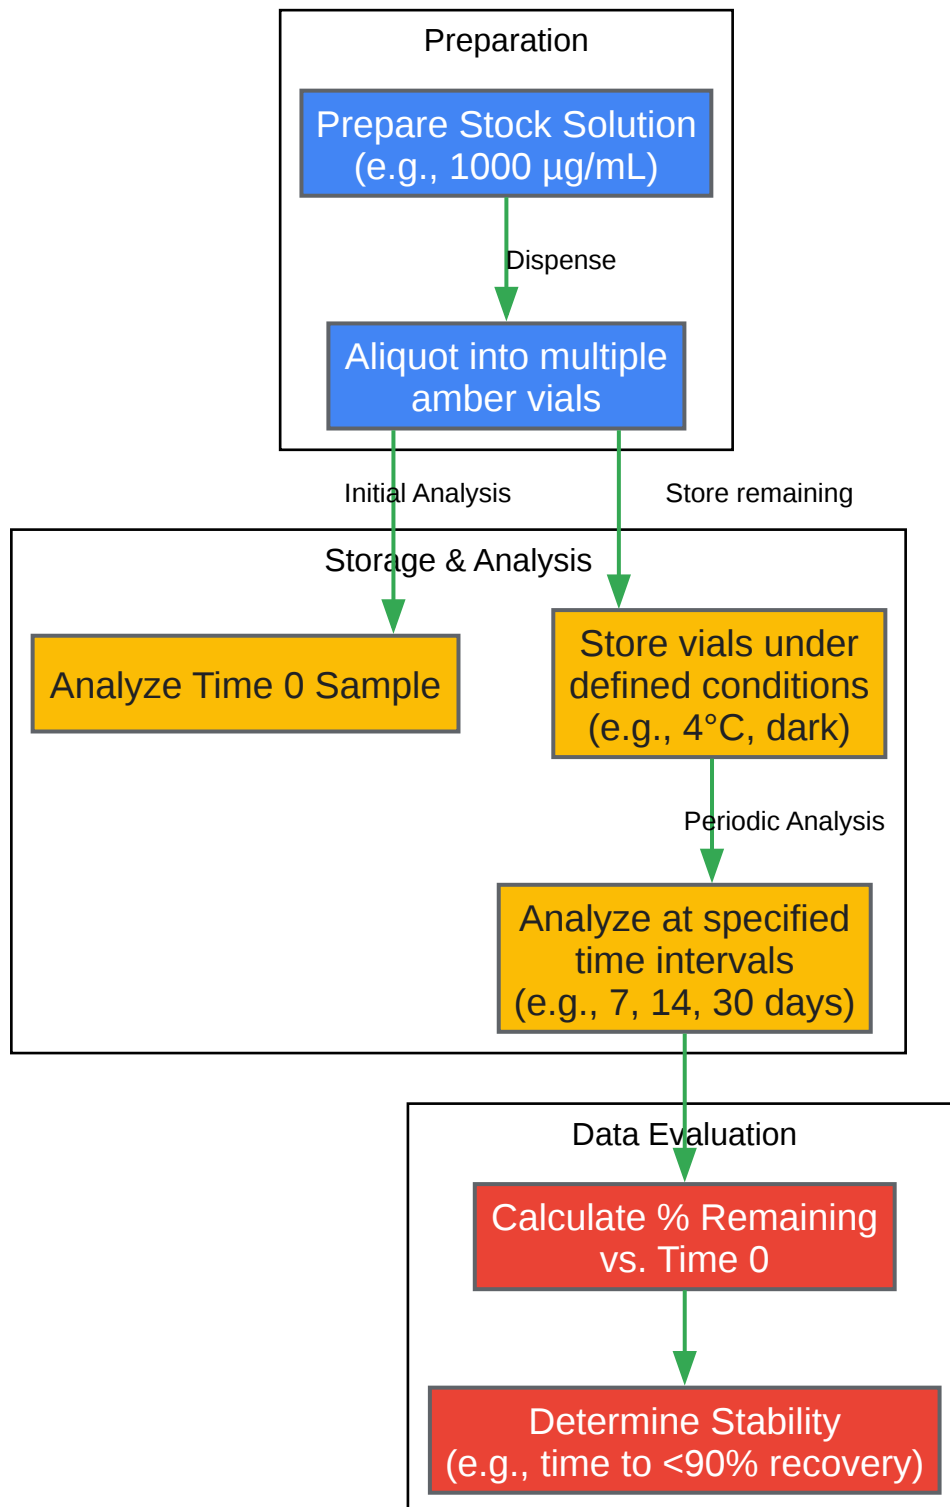 Preparation
Prepare Stock Solution
(e.g., 1000 µg/mL)
Dispense
Aliquot into multiple
amber vials
Initial Analysis
Store remaining
Storage & Analysis
Analyze Time 0 Sample
Store vials under
defined conditions
(e.g., 4°C, dark)
Periodic Analysis
Analyze at specified
time intervals
(e.g., 7, 14, 30 days)
Data Evaluation
Calculate % Remaining
vs. Time 0
Determine Stability
(e.g., time to <90% recovery)